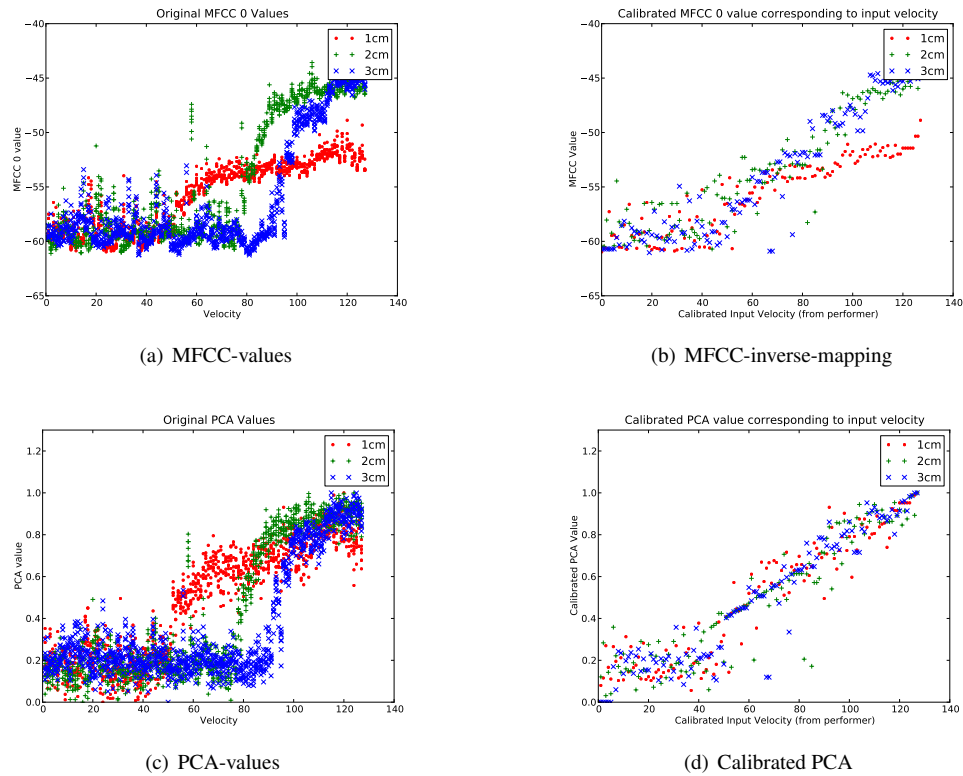 Original MFCC 0 Values
−40
−45
−50
−55
−60
−65
MFCC 0 value
0 20 40 60 80 100 120 140
Velocity
1cm
2cm
3cm
(a) MFCC-values
Calibrated MFCC 0 value corresponding to input velocity
−40
−45
−50
−55
−60
−65
MFCC Value
0 20 40 60 80 100 120 140
Calibrated Input Velocity (from performer)
1cm
2cm
3cm
(b) MFCC-inverse-mapping
Original PCA Values
1.2
1.0
0.8
0.6
0.4
0.2
0.0
PCA value
0 20 40 60 80 100 120 140
Velocity
1cm
2cm
3cm
(c) PCA-values
Calibrated PCA value corresponding to input velocity
1.2
1.0
0.8
0.6
0.4
0.2
0.0
Calibrated PCA Value
0 20 40 60 80 100 120 140
Calibrated Input Velocity (from performer)
1cm
2cm
3cm
(d) Calibrated PCA